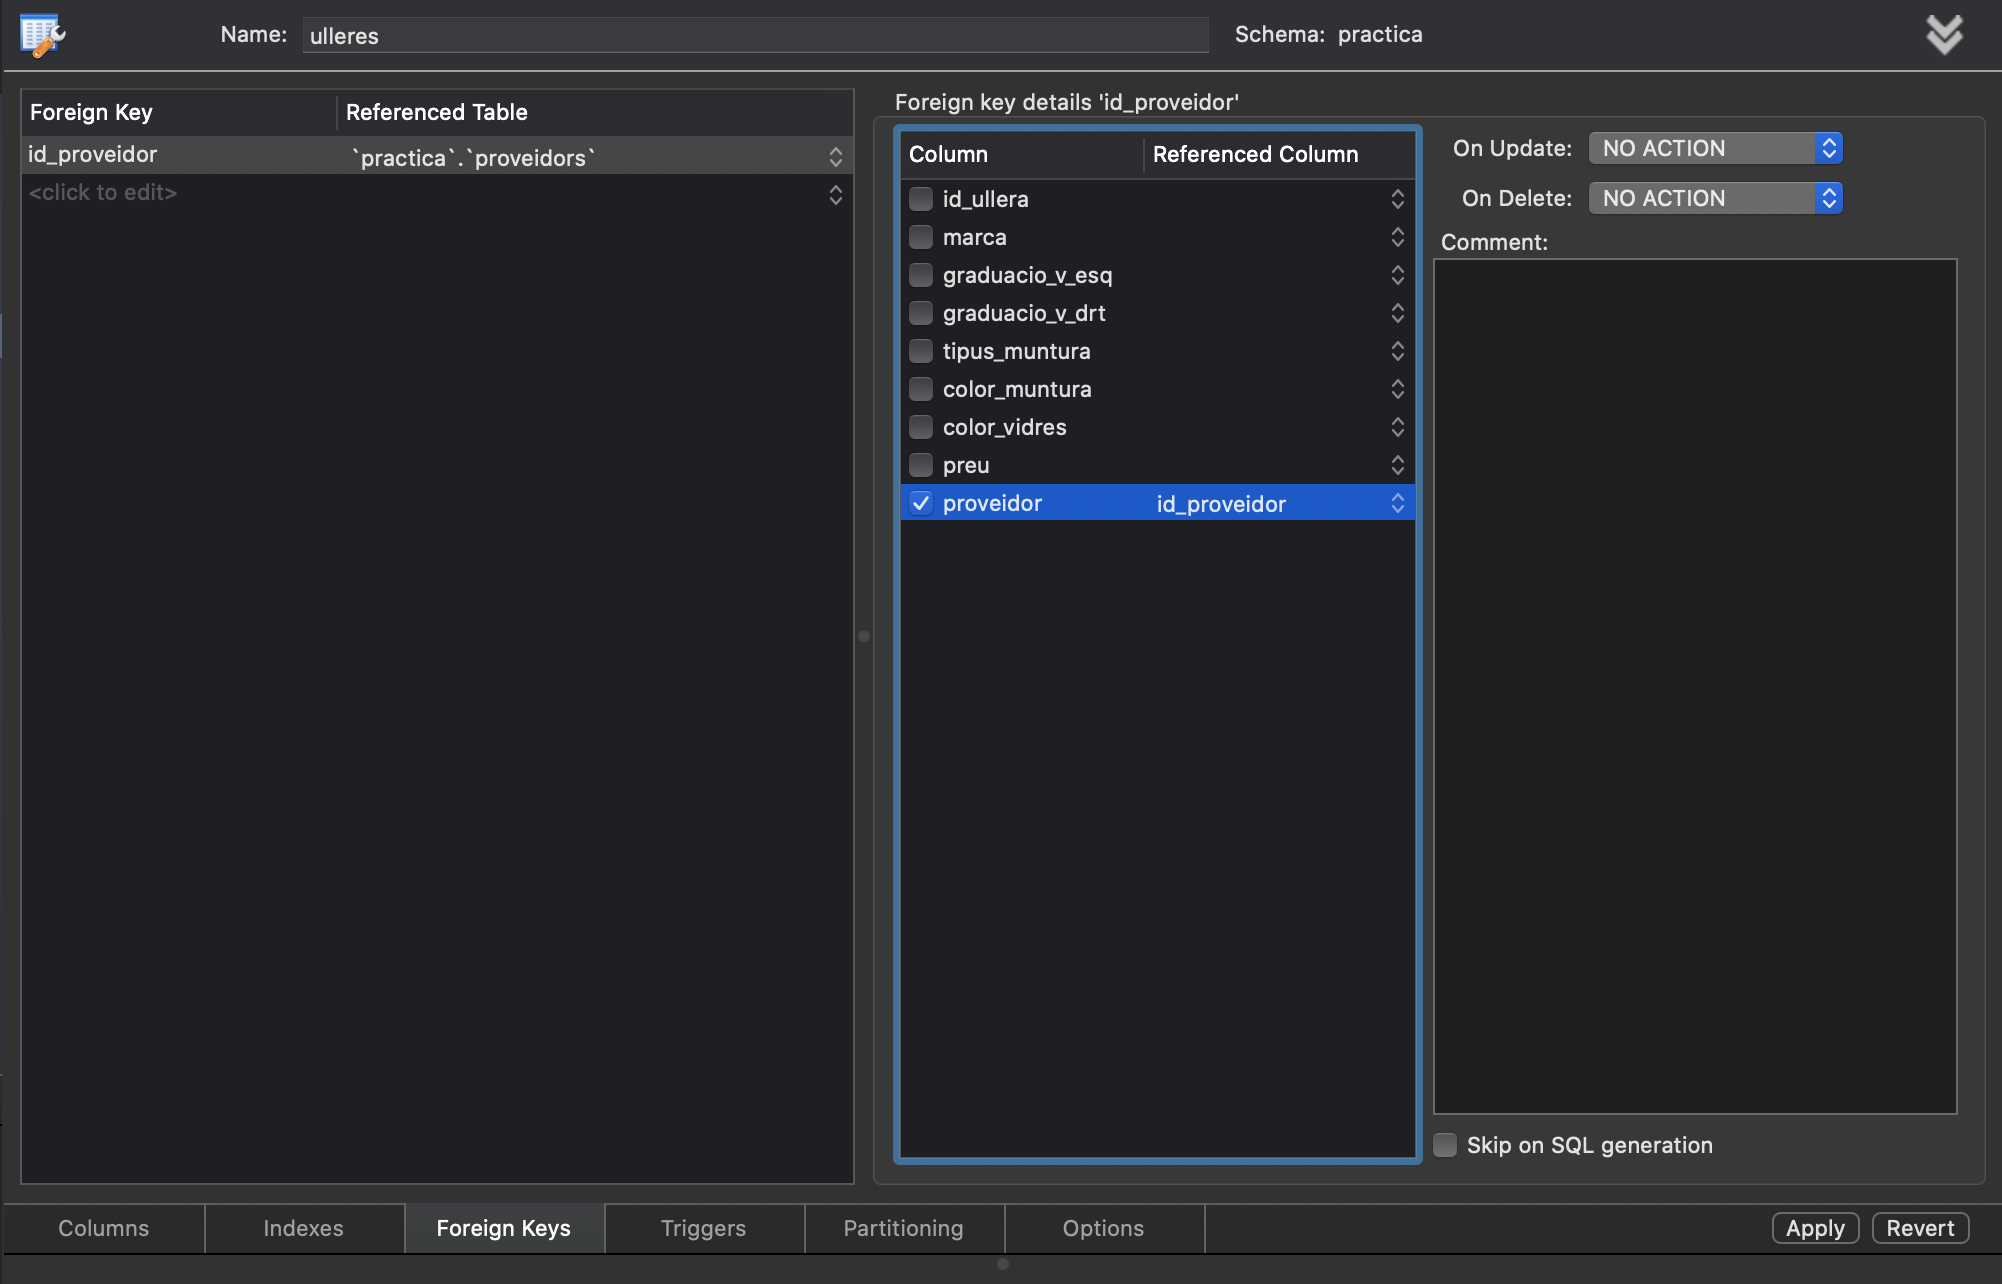 Name: ulleres Schema: practica
Foreign Key Referenced Table
id_proveidor `practica`.`proveidors`
<click to edit>
Foreign key details 'id_proveidor'
Column Referenced Column
id_ullera
marca
graduacio_v_esq
graduacio_v_drt
tipus_muntura
color_muntura
color_vidres
preu
proveidor id_proveidor
On Update: NO ACTION
On Delete: NO ACTION
Comment:
Skip on SQL generation
Columns Indexes Foreign Keys Triggers Partitioning Options Apply Revert